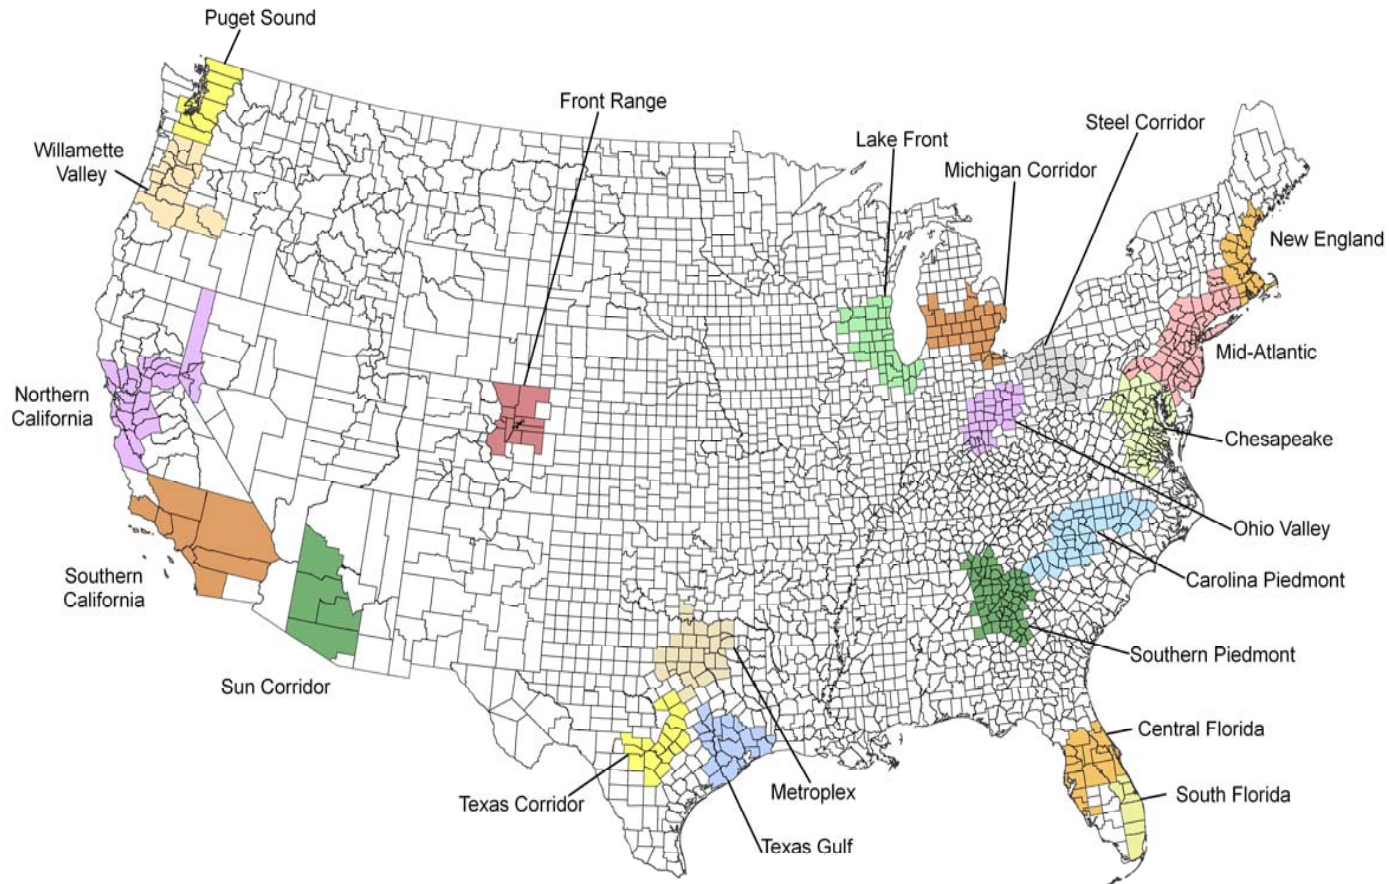 Puget Sound
Front Range
Steel Corridor
Lake Front
Willamette
Valley
Michigan Corridor
New England
Mid-Atlantic
Northern
California
Chesapeake
Ohio Valley
Southern
California
Carolina Piedmont
Southern Piedmont
Sun Corridor
Central Florida
Metroplex
South Florida
Texas Corridor
Texas Gulf